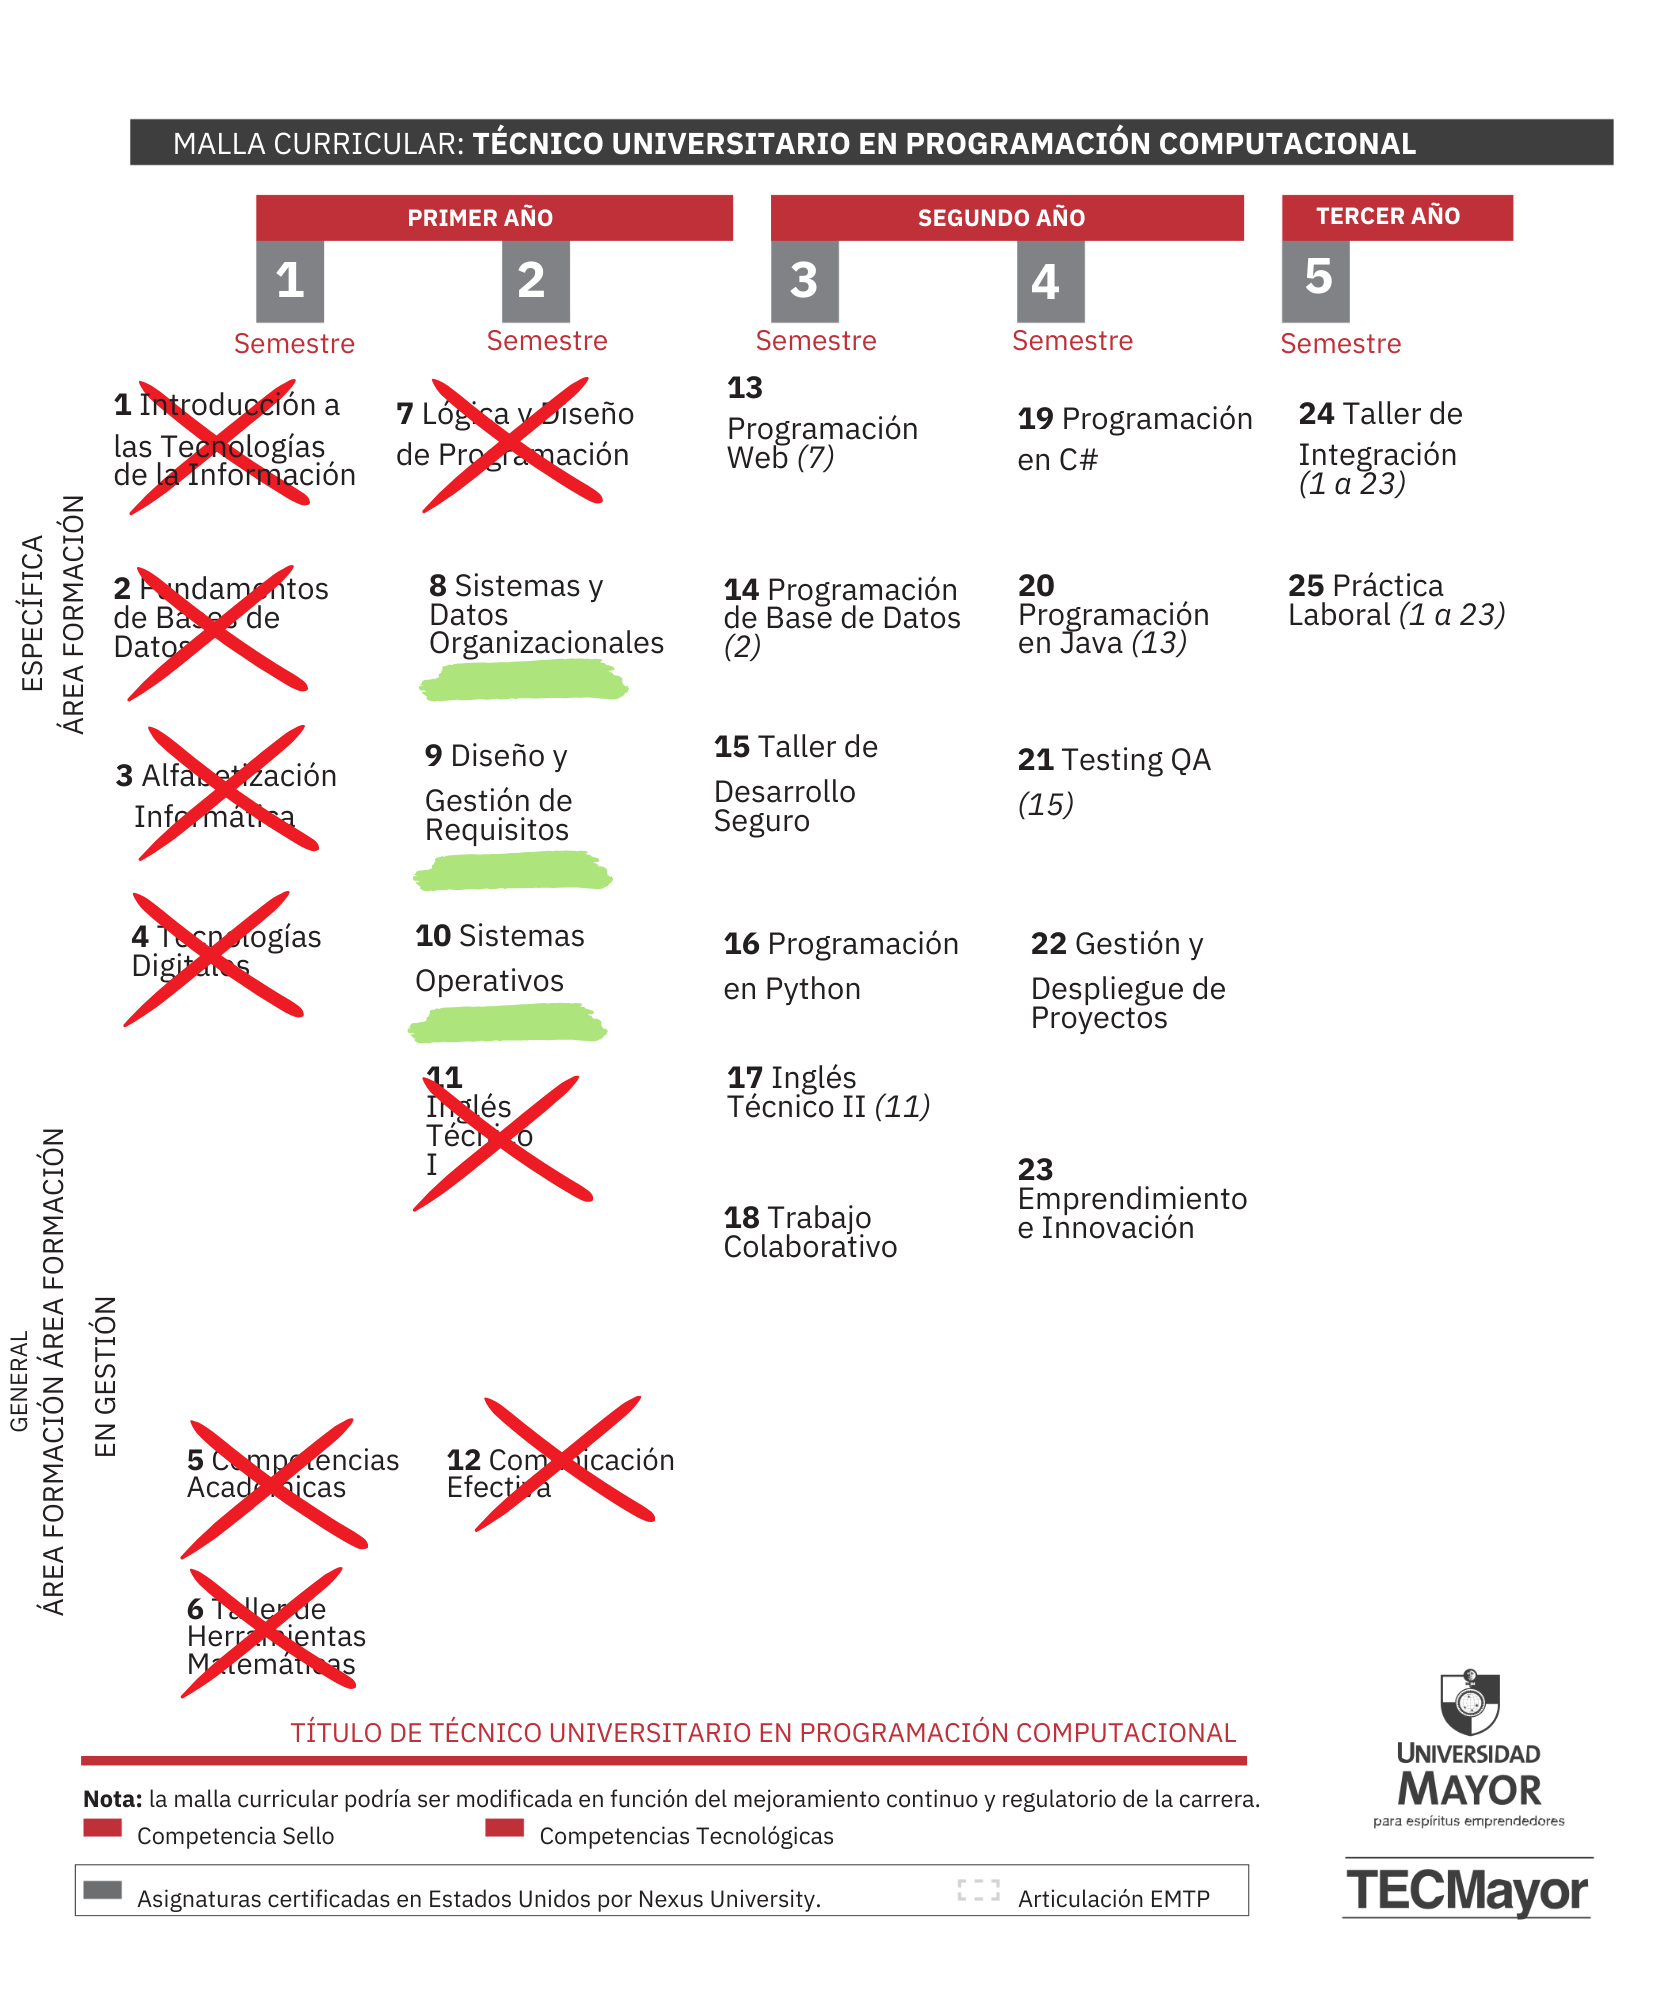 MALLA CURRICULAR: TÉCNICO UNIVERSITARIO EN PROGRAMACIÓN COMPUTACIONAL
PRIMER AÑO
SEGUNDO AÑO
TERCER AÑO
1
Semestre
2
Semestre
3
Semestre
4
Semestre
5
Semestre
ESPECÍFICA
ÁREA FORMACIÓN
1 Introducción a
las Tecnologías
de la Información
2 Fundamentos
de Bases de
Datos
3 Alfabetización
Informática
4 Tecnologías
Digitales
7 Lógica y Diseño
de Programación
8 Sistemas y
Datos
Organizacionales
9 Diseño y
Gestión de
Requisitos
10 Sistemas
Operativos
11
Inglés
Técnico
I
13
Programación
Web (7)
14 Programación
de Base de Datos
(2)
15 Taller de
Desarrollo
Seguro
16 Programación
en Python
17 Inglés
Técnico II (11)
18 Trabajo
Colaborativo
19 Programación
en C#
20
Programación
en Java (13)
21 Testing QA
(15)
22 Gestión y
Despliegue de
Proyectos
23
Emprendimiento
e Innovación
24 Taller de
Integración
(1 a 23)
25 Práctica
Laboral (1 a 23)
GENERAL
ÁREA FORMACIÓN ÁREA FORMACIÓN
EN GESTIÓN
5 Competencias
Académicas
6 Taller de
Herramientas
Matemáticas
12 Comunicación
Efectiva
TÍTULO DE TÉCNICO UNIVERSITARIO EN PROGRAMACIÓN COMPUTACIONAL
Nota: la malla curricular podría ser modificada en función del mejoramiento continuo y regulatorio de la carrera.
Competencia Sello
Competencias Tecnológicas
Asignaturas certificadas en Estados Unidos por Nexus University.
Articulación EMTP
UNIVERSIDAD
MAYOR
para espíritus emprendedores
TECMayor